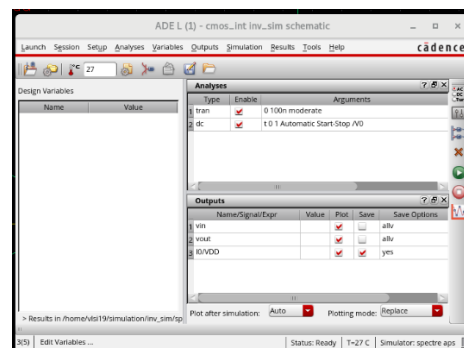 ADE L (1) - cmos_int inv_sim schematic
Launch Session Setup Analyses Variables Outputs Simulation Results Tools Help cādence
27
Design Variables
Name Value
Analyses
Type Enable Arguments
1 tran 0 100n moderate
2 dc t 0 1 Automatic Start-Stop /V0
Outputs
Name/Signal/Expr Value Plot Save Save Options
1 vin allv
2 vout allv
3 I0/VDD yes
Plot after simulation: Auto Plotting mode: Replace
> Results in /home/vlsi19/simulation/inv_sim/sp
3(5) Edit Variables ... Status: Ready T=27 C Simulator: spectre aps